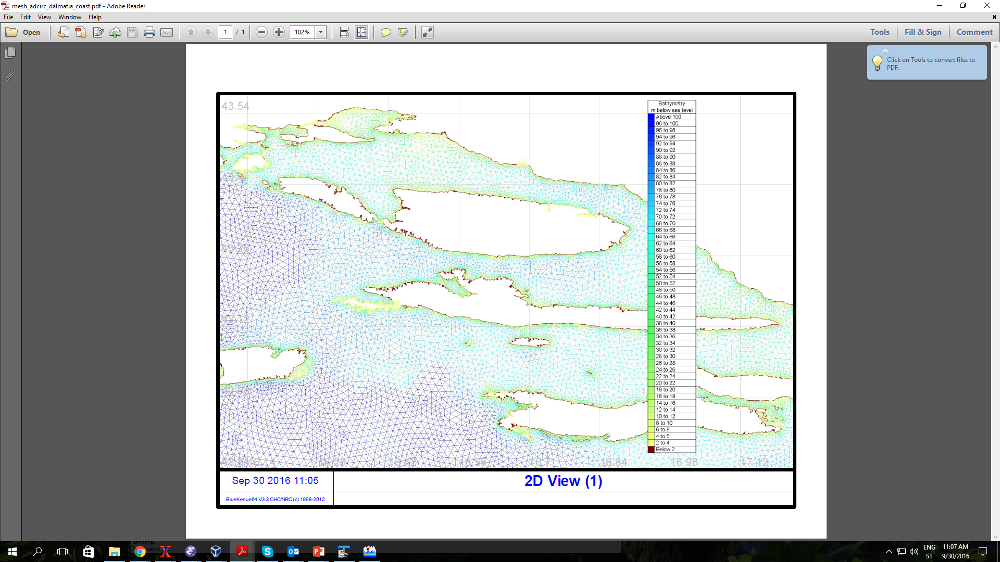 mesh_adcirc_dalmatia_coast.pdf - Adobe Reader
File Edit View Window Help
Open
1 / 1
102%
Tools
Fill & Sign
Comment
Click on Tools to convert files to
PDF.
43.54
Bathymetry
m below sea level
Above 100
98 to 100
96 to 98
94 to 96
92 to 94
90 to 92
88 to 90
86 to 88
84 to 86
82 to 84
80 to 82
78 to 80
76 to 78
74 to 76
72 to 74
70 to 72
68 to 70
66 to 68
64 to 66
62 to 64
60 to 62
58 to 60
56 to 58
54 to 56
52 to 54
50 to 52
48 to 50
46 to 48
44 to 46
42 to 44
40 to 42
38 to 40
36 to 38
34 to 36
32 to 34
30 to 32
28 to 30
26 to 28
24 to 26
22 to 24
20 to 22
18 to 20
16 to 18
14 to 16
12 to 14
10 to 12
8 to 10
6 to 8
4 to 6
2 to 4
Below 2
16.14 16.28 16.7 16.84 16.98 17.12
Sep 30 2016 11:05
2D View (1)
BlueKenue64 V3.3 CHC/NRC (c) 1998-2012
Desktop/
ENG
ST
11:07 AM
9/30/2016